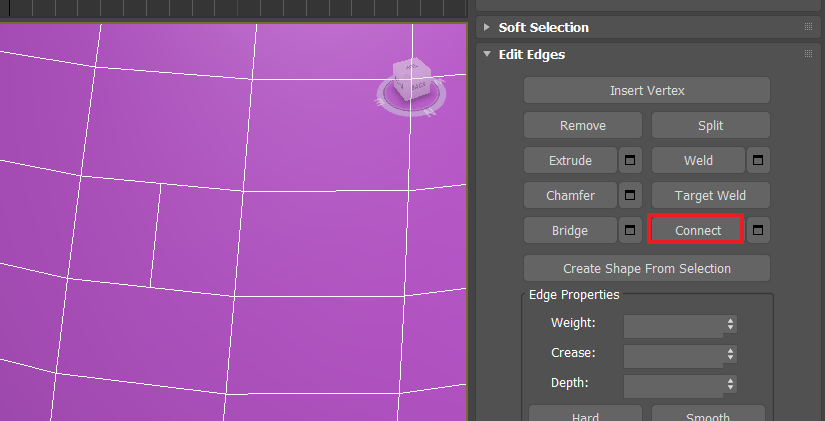 Soft Selection
Edit Edges
Insert Vertex
Remove Split
Extrude Weld
Chamfer Target Weld
Bridge Connect
Create Shape From Selection
Edge Properties
Weight:
Crease:
Depth:
Hard Smooth